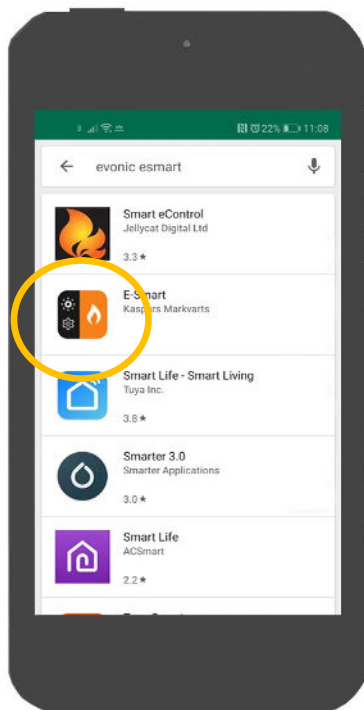 3 22% 11:08
evonic esmart
Smart eControl
Jellycat Digital Ltd
3.3 ★
E-Smart
Kaspars Markvarts
Smart Life - Smart Living
Tuya Inc.
3.8 ★
Smarter 3.0
Smarter Applications
3.0 ★
Smart Life
ACSmart
2.2 ★